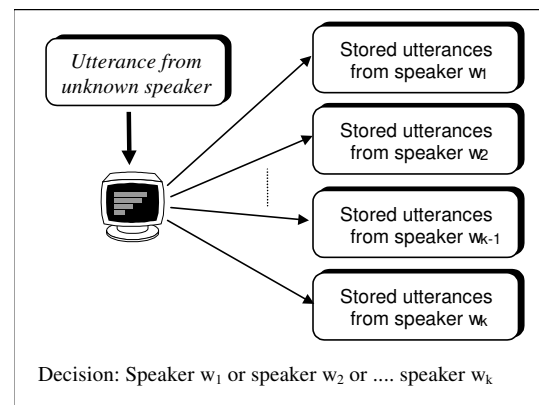 Utterance from
unknown speaker
Stored utterances
from speaker w1
Stored utterances
from speaker w2
Stored utterances
from speaker wk-1
Stored utterances
from speaker wk
Decision: Speaker w1 or speaker w2 or .... speaker wk